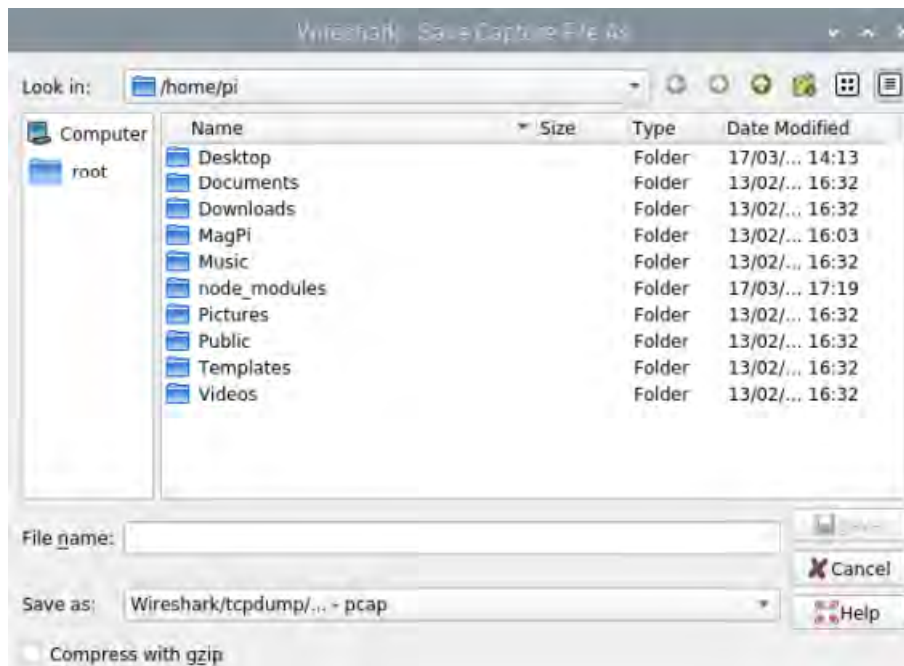 Wireshark · Save Capture File As
Look in: /home/pi
Computer
root
Name Size Type Date Modified
Desktop Folder 17/03/... 14:13
Documents Folder 13/02/... 16:32
Downloads Folder 13/02/... 16:32
MagPi Folder 13/02/... 16:03
Music Folder 13/02/... 16:32
node_modules Folder 17/03/... 17:19
Pictures Folder 13/02/... 16:32
Public Folder 13/02/... 16:32
Templates Folder 13/02/... 16:32
Videos Folder 13/02/... 16:32
File name:
Cancel
Save as: Wireshark/tcpdump/... - pcap
Help
Compress with gzip